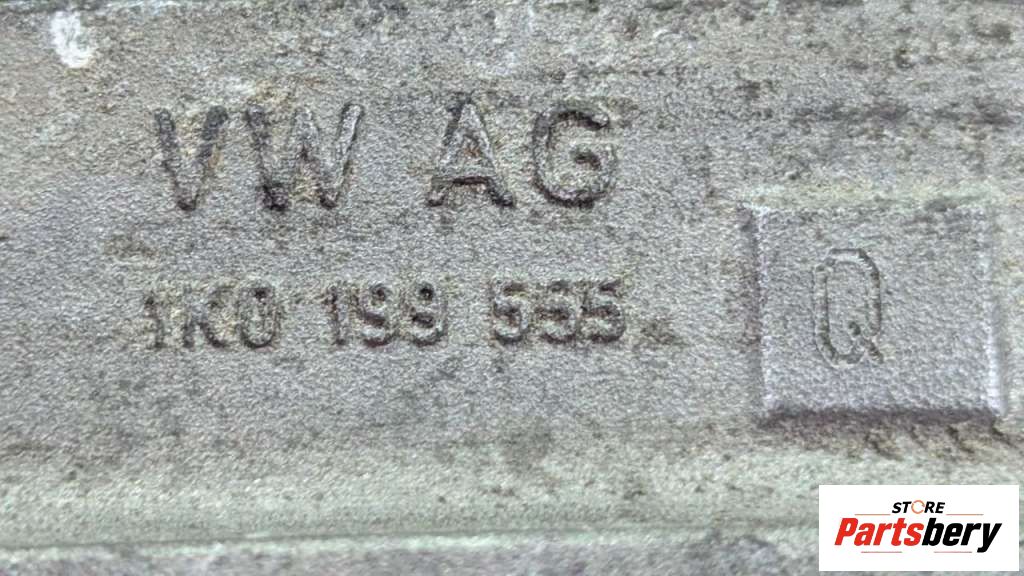 VW AG
1K0 199 555 Q
STORE
Partsbery